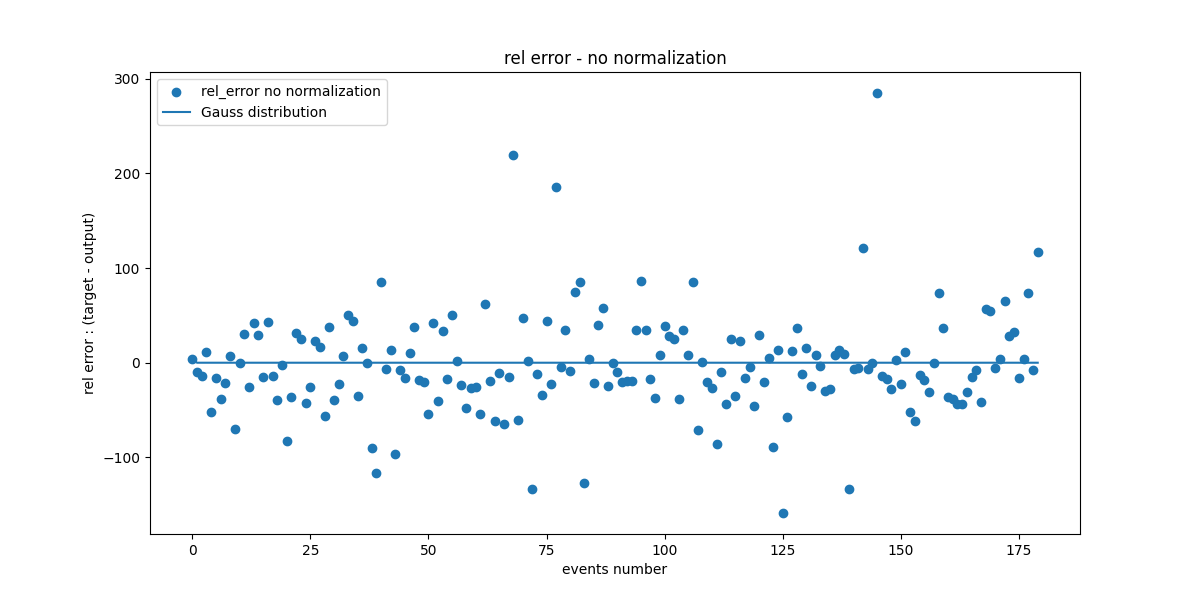 rel error - no normalization
rel_error no normalization
Gauss distribution
rel error : (target - output)
300
200
100
0
−100
0 25 50 75 100 125 150 175
events number